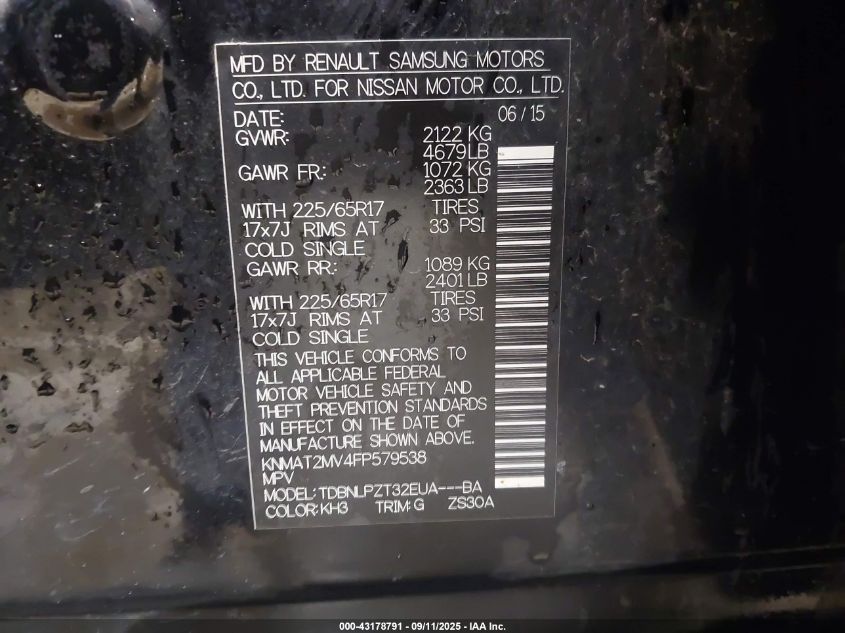 MFD BY RENAULT SAMSUNG MOTORS
CO., LTD. FOR NISSAN MOTOR CO., LTD.
DATE: 06 / 15
GVWR: 2122 KG
4679 LB
GAWR FR: 1072 KG
2363 LB
WITH 225/65R17 TIRES
17x7J RIMS AT 33 PSI
COLD SINGLE
GAWR RR: 1089 KG
2401 LB
WITH 225/65R17 TIRES
17x7J RIMS AT 33 PSI
COLD SINGLE
THIS VEHICLE CONFORMS TO
ALL APPLICABLE FEDERAL
MOTOR VEHICLE SAFETY AND
THEFT PREVENTION STANDARDS
IN EFFECT ON THE DATE OF
MANUFACTURE SHOWN ABOVE.
KNMAT2MV4FP579538
MPV
MODEL: TDBNLPZT32EUA---BA
COLOR: KH3 TRIM: G ZS30A
000-43178791 - 09/11/2025 - IAA Inc.